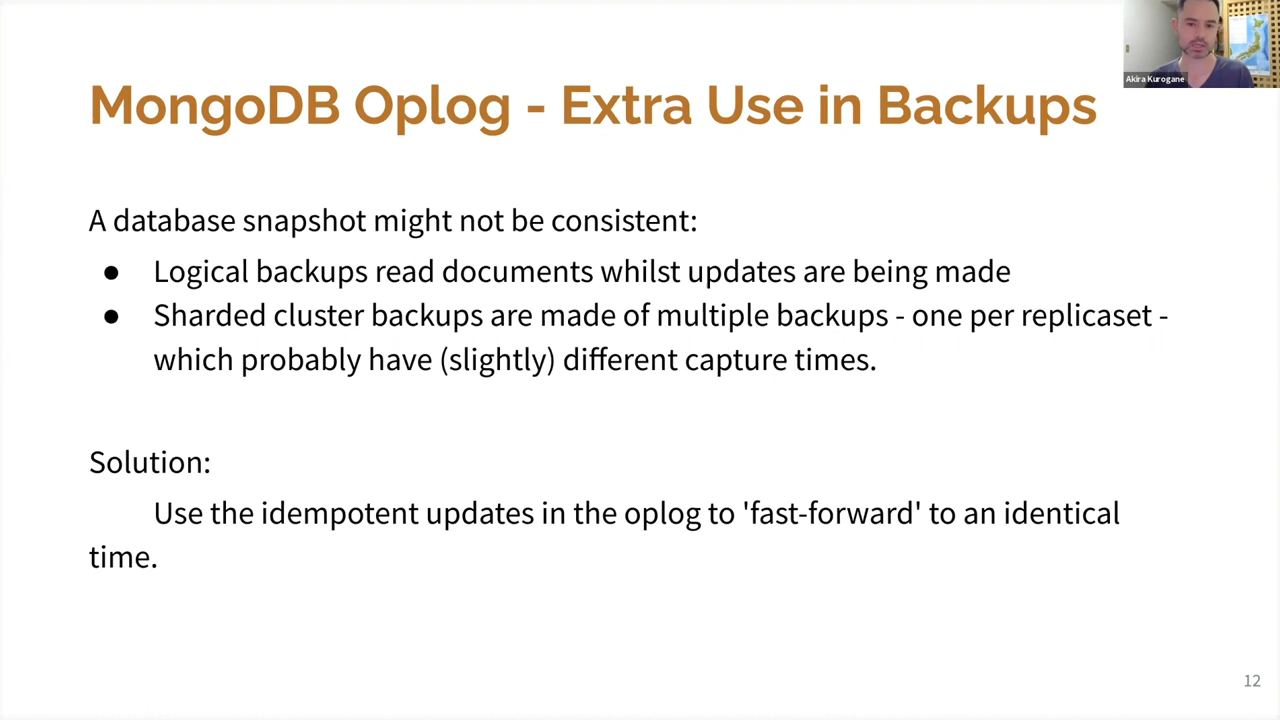 Akira Kurogane
MongoDB Oplog - Extra Use in Backups
A database snapshot might not be consistent:
● Logical backups read documents whilst updates are being made
● Sharded cluster backups are made of multiple backups - one per replicaset -
which probably have (slightly) different capture times.
Solution:
Use the idempotent updates in the oplog to 'fast-forward' to an identical
time.
12